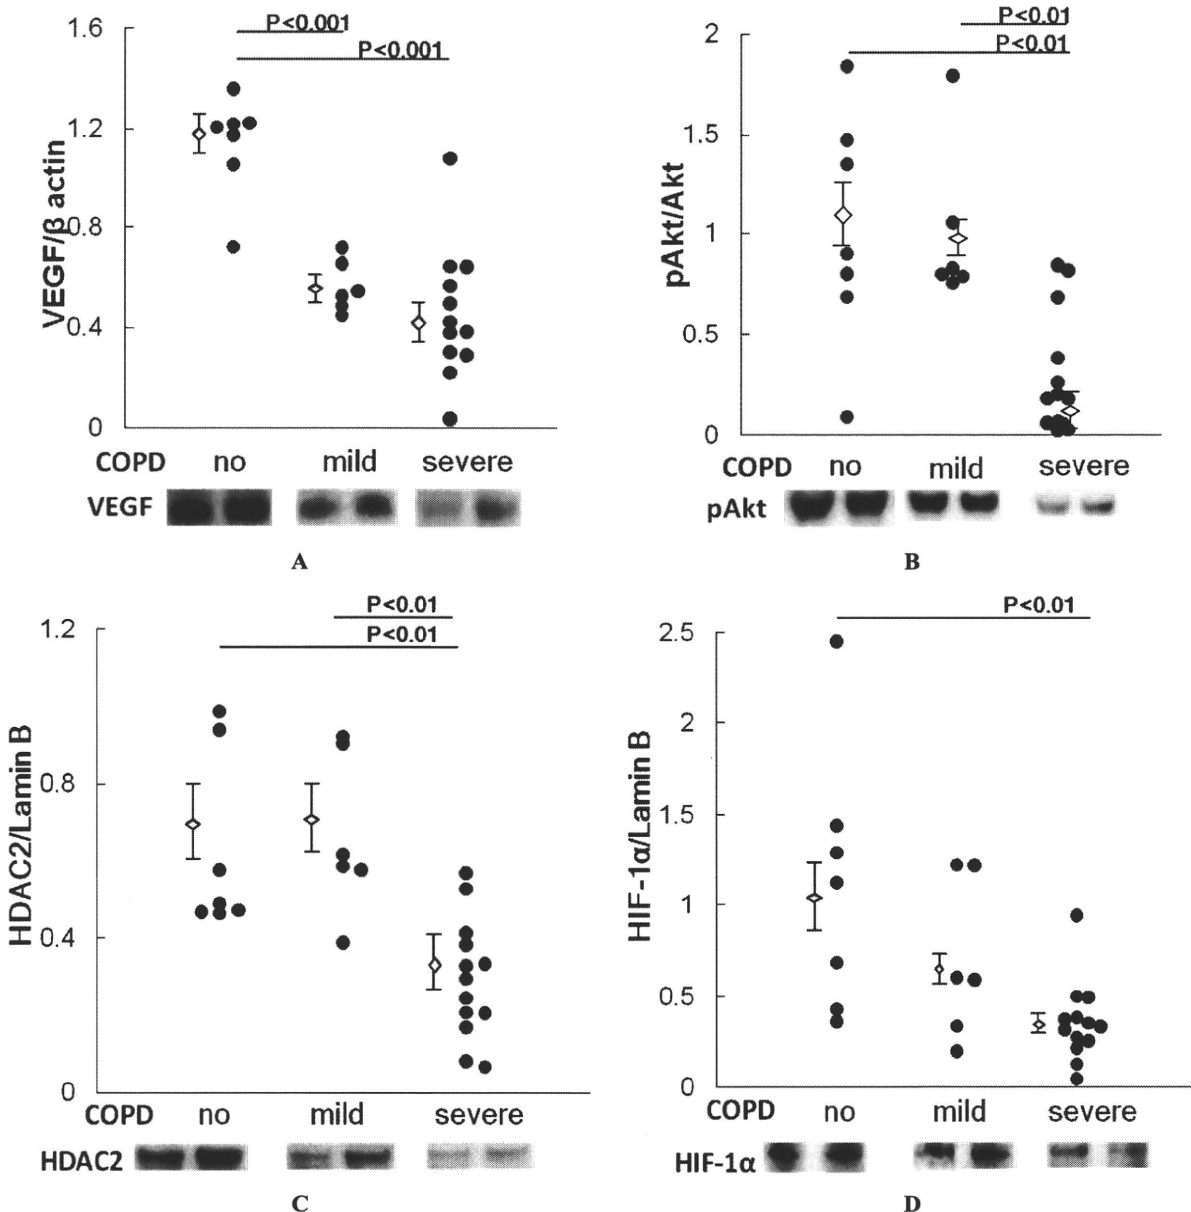 P<0.001
P<0.001
1.6
1.2
0.8
0.4
0
VEGF/β actin
COPD no mild severe
VEGF
A
P<0.01
P<0.01
2
1.5
1
0.5
0
pAkt/Akt
COPD no mild severe
pAkt
B
P<0.01
P<0.01
1.2
0.8
0.4
0
HDAC2/Lamin B
COPD no mild severe
HDAC2
C
P<0.01
2.5
2
1.5
1
0.5
0
HIF-1α/Lamin B
COPD no mild severe
HIF-1α
D